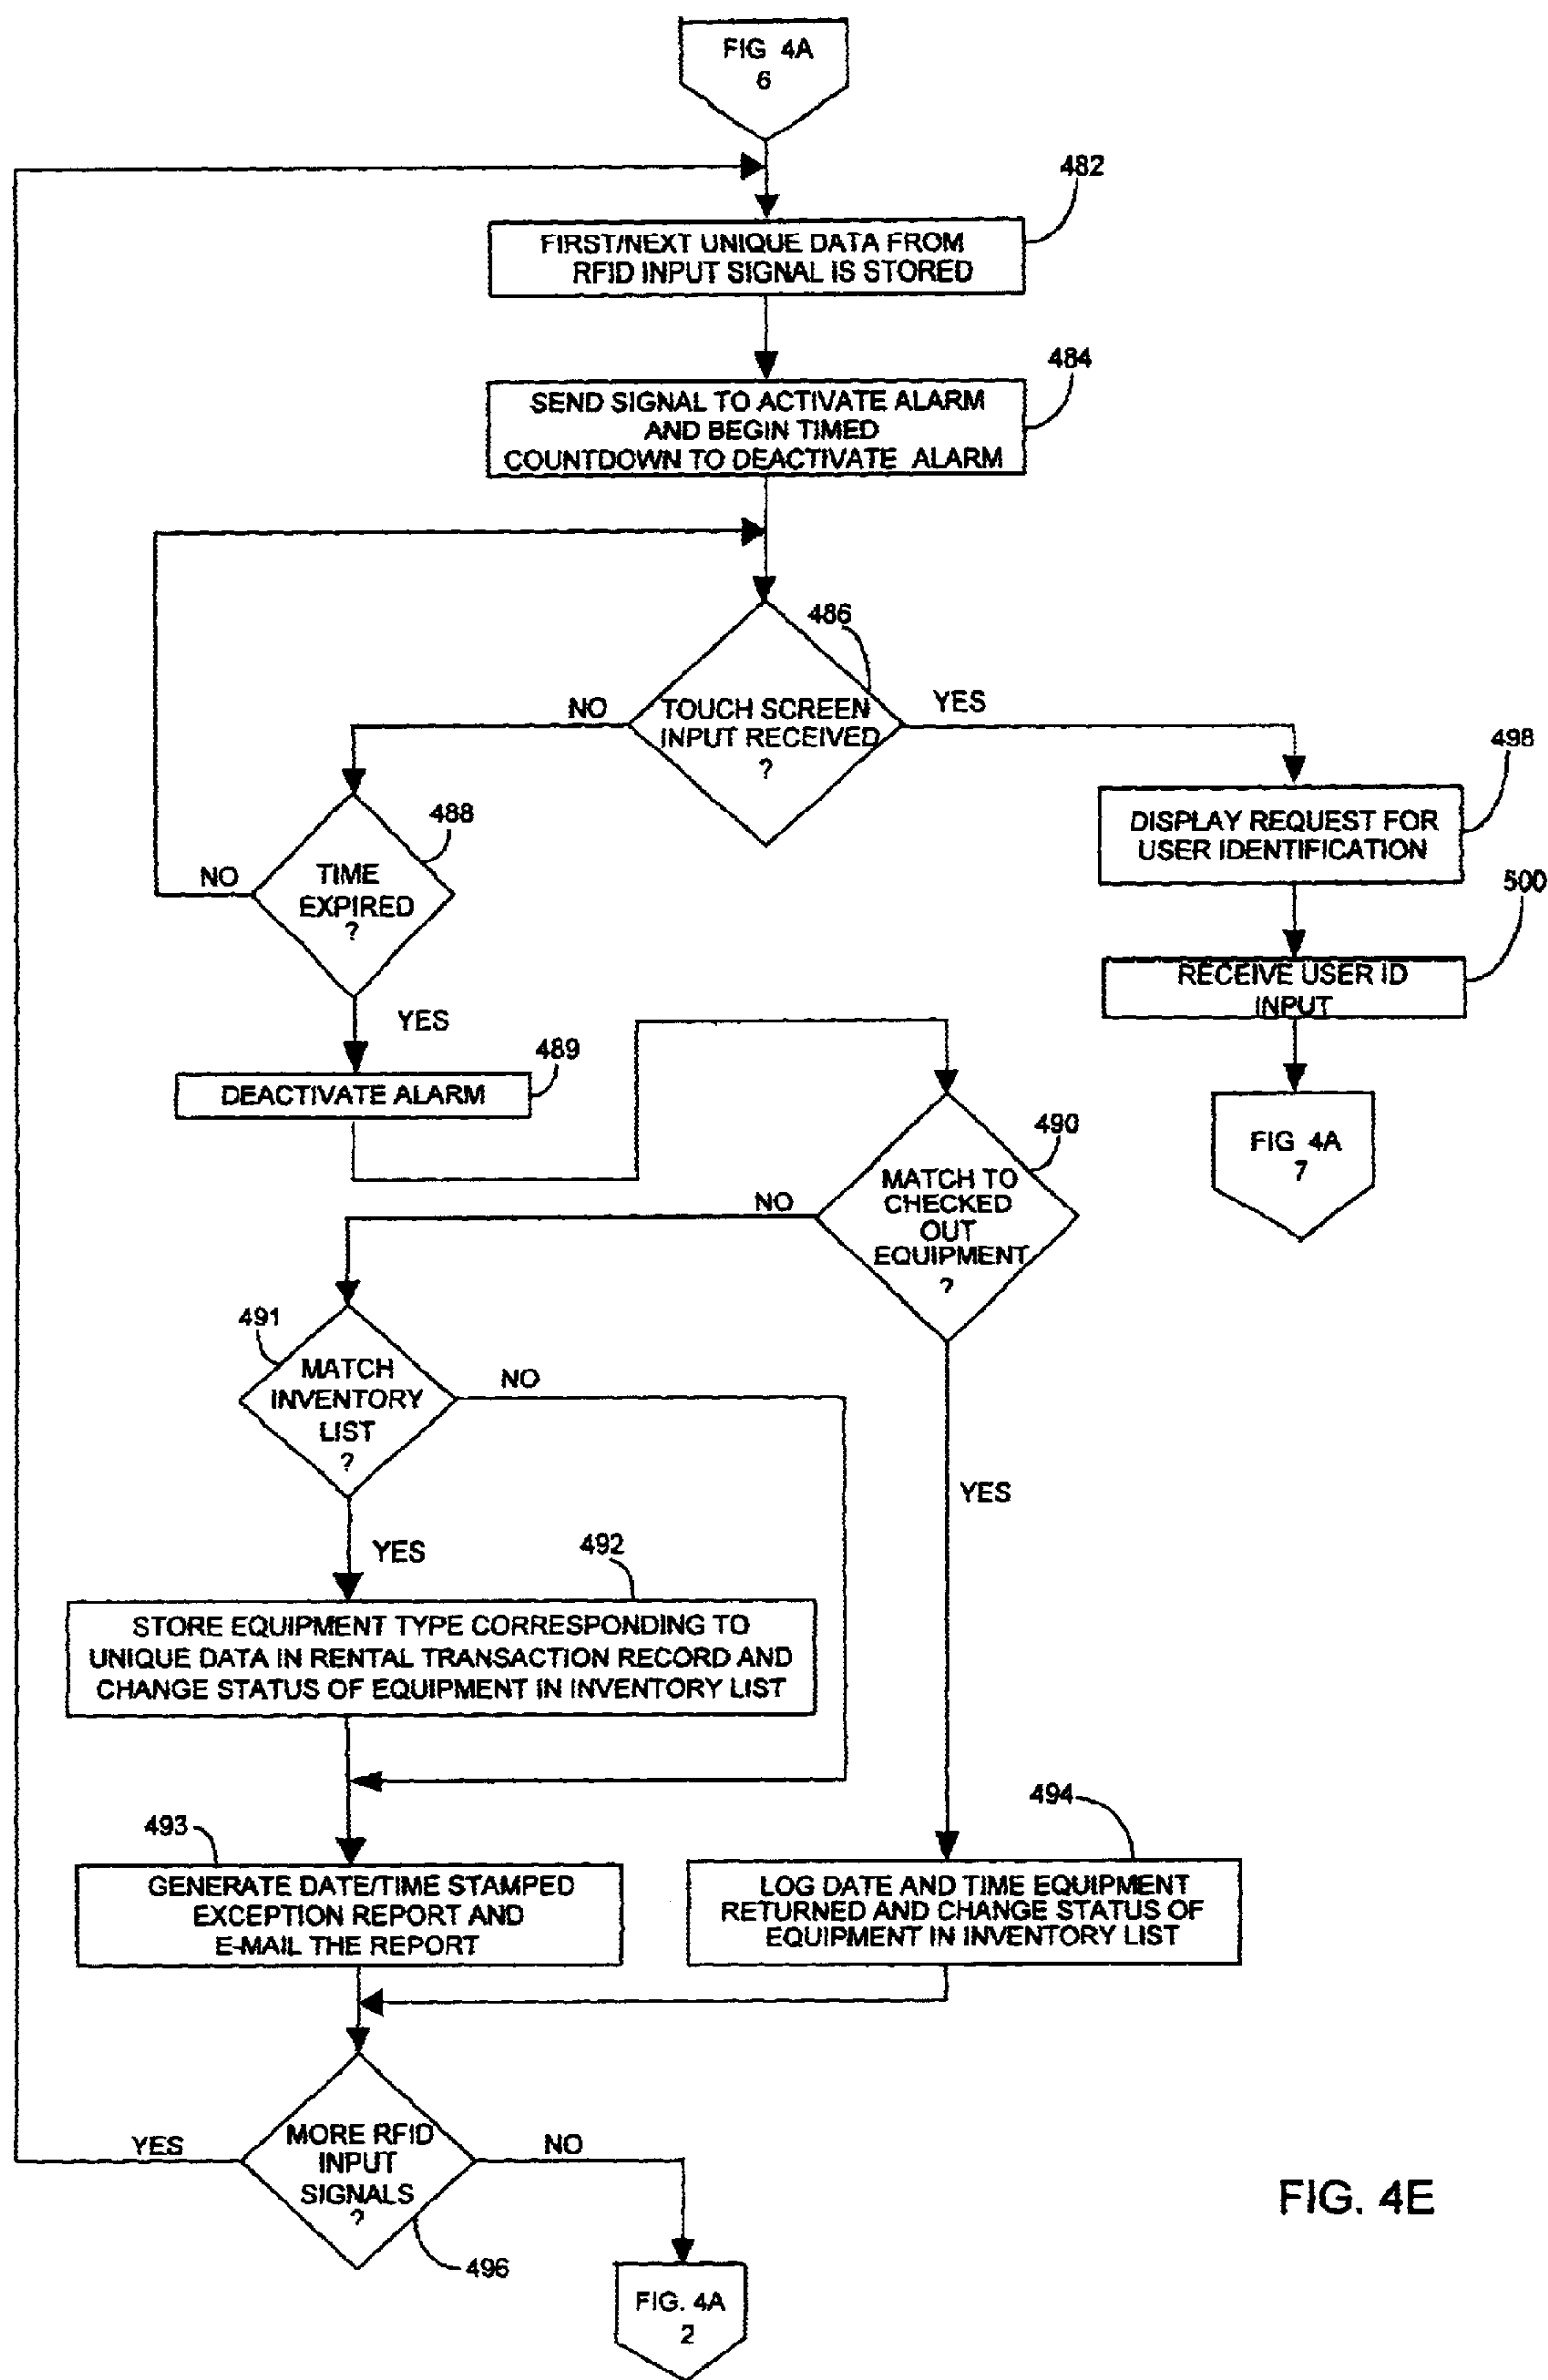 FIG 4A
6
482
FIRST/NEXT UNIQUE DATA FROM
RFID INPUT SIGNAL IS STORED
484
SEND SIGNAL TO ACTIVATE ALARM
AND BEGIN TIMED
COUNTDOWN TO DEACTIVATE ALARM
486
NO
TOUCH SCREEN
INPUT RECEIVED
?
YES
498
DISPLAY REQUEST FOR
USER IDENTIFICATION
488
NO
TIME
EXPIRED
?
500
RECEIVE USER ID
INPUT
YES
489
DEACTIVATE ALARM
490
FIG 4A
7
NO
MATCH TO
CHECKED
OUT
EQUIPMENT
?
491
MATCH
INVENTORY
LIST
?
NO
YES
YES
492
STORE EQUIPMENT TYPE CORRESPONDING TO
UNIQUE DATA IN RENTAL TRANSACTION RECORD AND
CHANGE STATUS OF EQUIPMENT IN INVENTORY LIST
493
494
GENERATE DATE/TIME STAMPED
EXCEPTION REPORT AND
E-MAIL THE REPORT
LOG DATE AND TIME EQUIPMENT
RETURNED AND CHANGE STATUS OF
EQUIPMENT IN INVENTORY LIST
YES
MORE RFID
INPUT
SIGNALS
?
NO
496
FIG. 4E
FIG. 4A
2